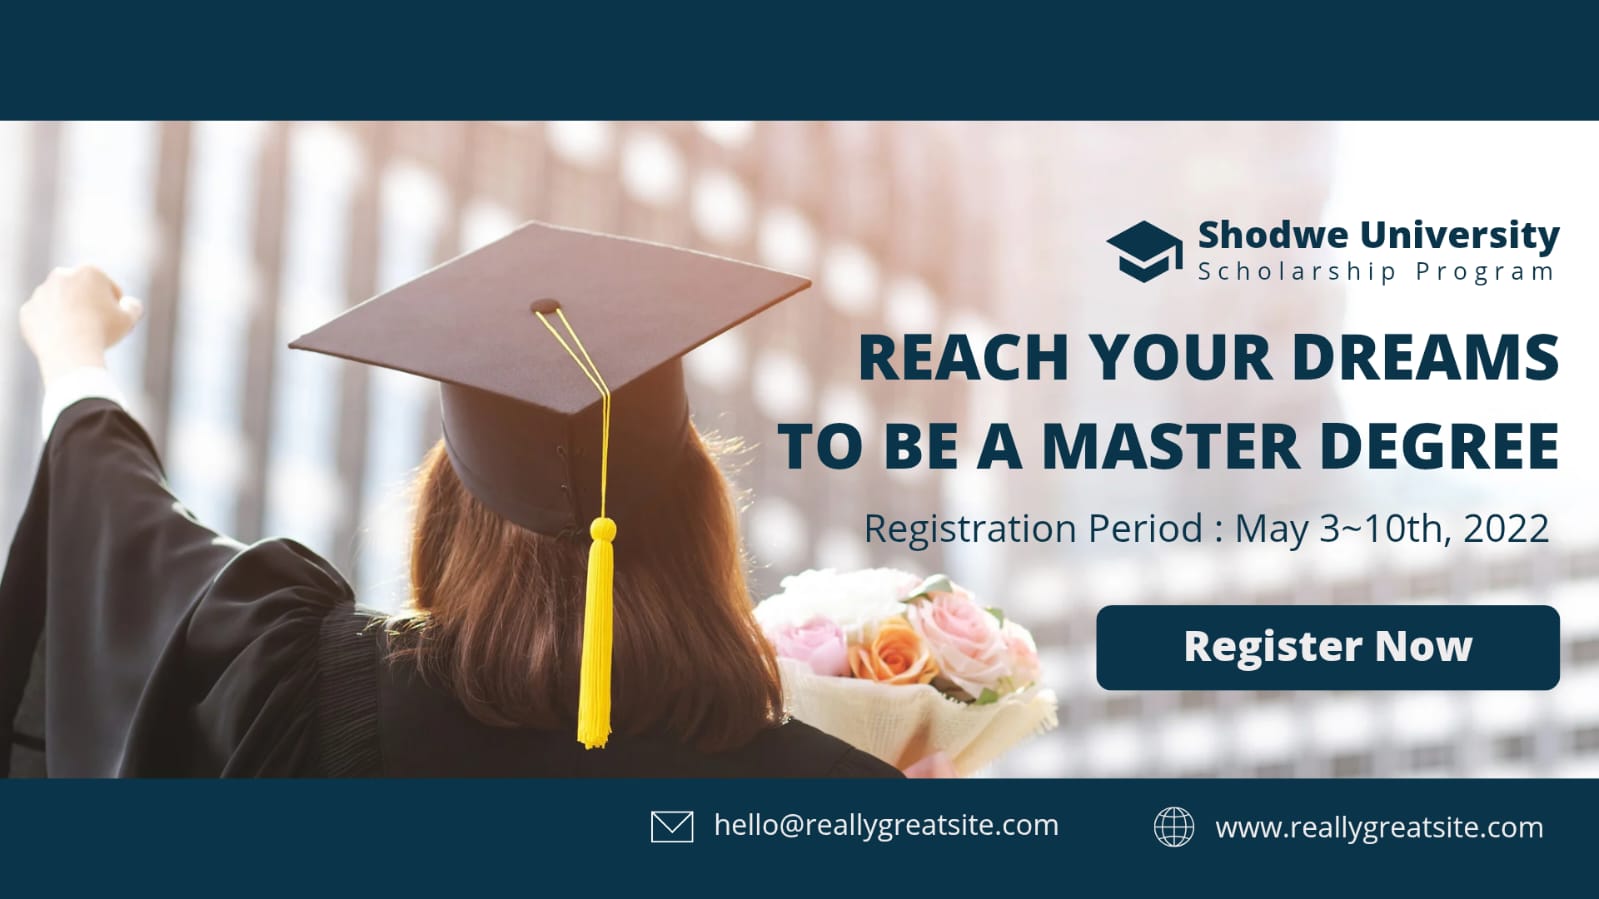 Shodwe University
Scholarship Program
REACH YOUR DREAMS
TO BE A MASTER DEGREE
Registration Period : May 3~10th, 2022
Register Now
hello@reallygreatsite.com
www.reallygreatsite.com